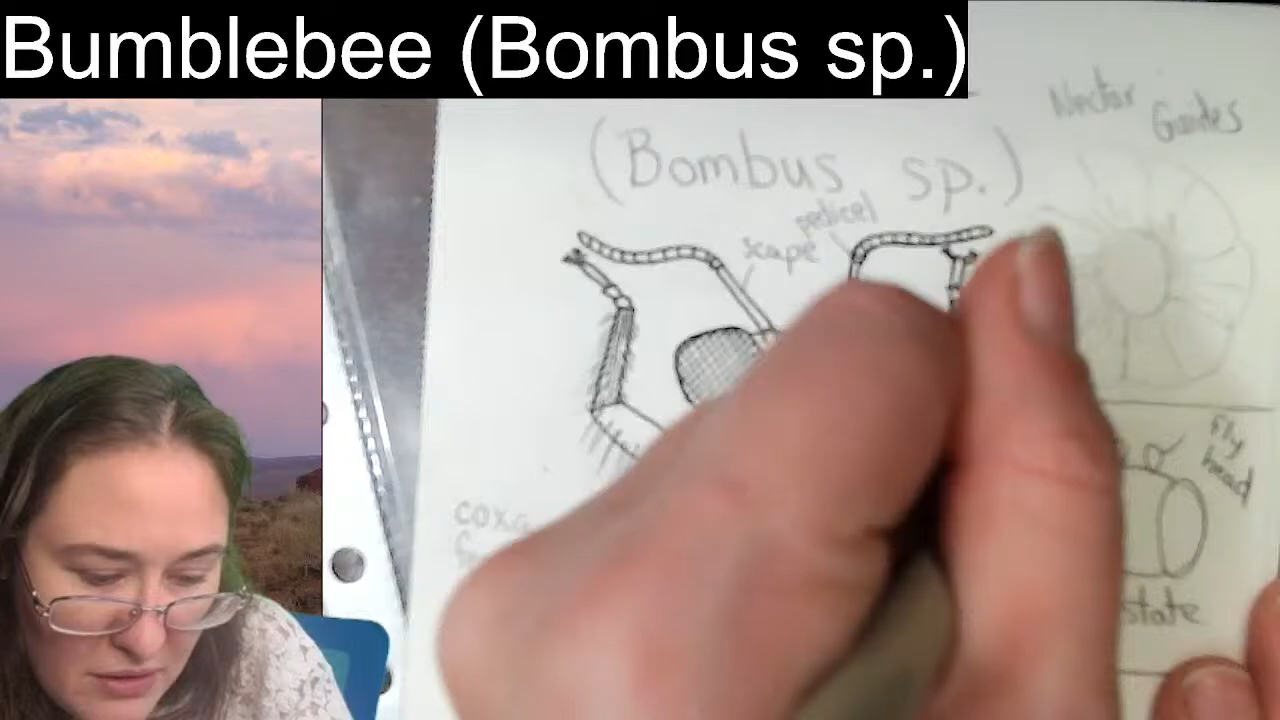 Bumblebee (Bombus sp.)
Nectar
Guides
(Bombus sp.)
pedicel
scape
fly
head
coxa
state